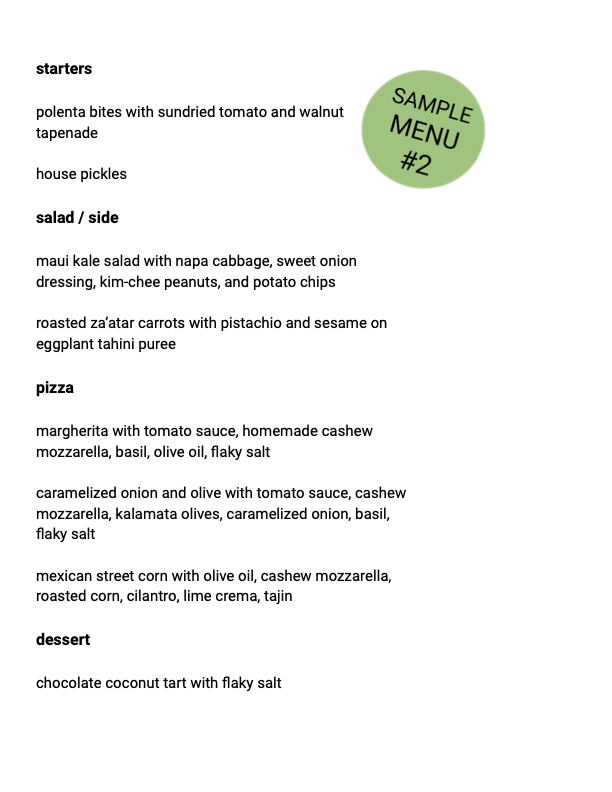 starters
SAMPLE
MENU
#2
polenta bites with sundried tomato and walnut
tapenade
house pickles
salad / side
maui kale salad with napa cabbage, sweet onion
dressing, kim-chee peanuts, and potato chips
roasted za’atar carrots with pistachio and sesame on
eggplant tahini puree
pizza
margherita with tomato sauce, homemade cashew
mozzarella, basil, olive oil, flaky salt
caramelized onion and olive with tomato sauce, cashew
mozzarella, kalamata olives, caramelized onion, basil,
flaky salt
mexican street corn with olive oil, cashew mozzarella,
roasted corn, cilantro, lime crema, tajin
dessert
chocolate coconut tart with flaky salt